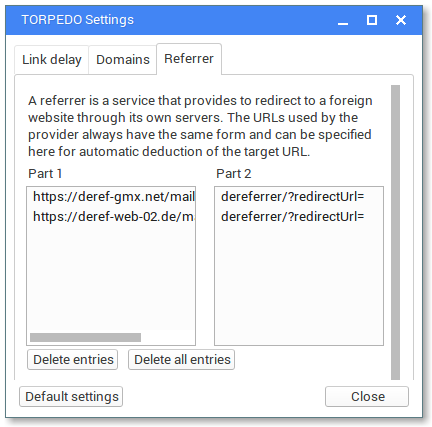 TORPEDO Settings
Link delay Domains Referrer
A referrer is a service that provides to redirect to a foreign
website through its own servers. The URLs used by the
provider always have the same form and can be specified
here for automatic deduction of the target URL.
Part 1 Part 2
https://deref-gmx.net/mail dereferrer/?redirectUrl=
https://deref-web-02.de/ma dereferrer/?redirectUrl=
Delete entries Delete all entries
Default settings Close